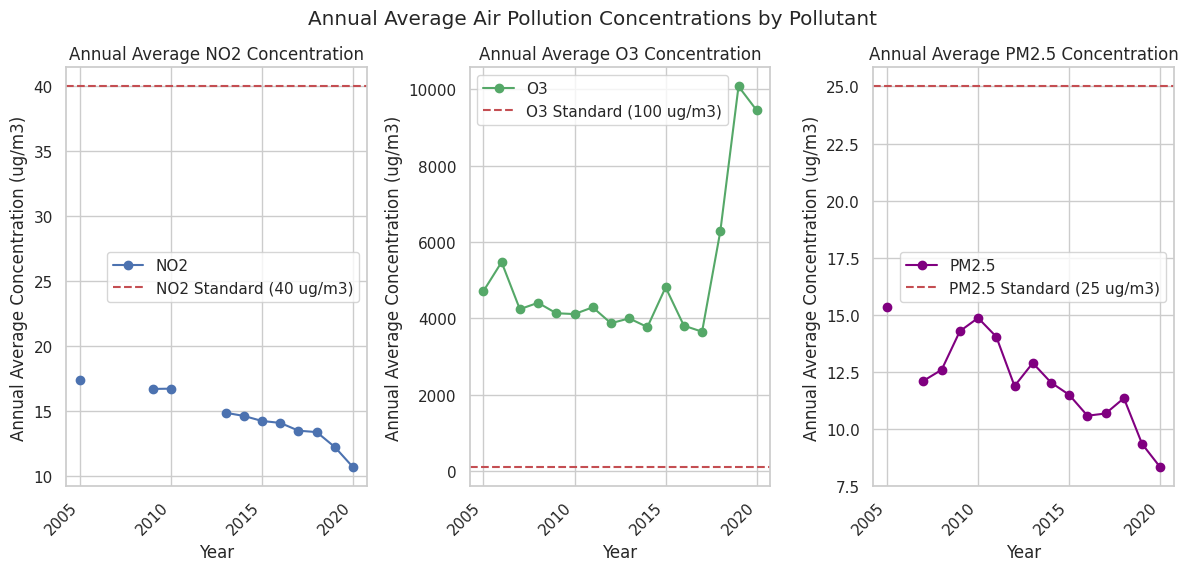 Annual Average Air Pollution Concentrations by Pollutant
Annual Average NO2 Concentration
Annual Average Concentration (ug/m3)
40
35
30
25
20
15
10
NO2
NO2 Standard (40 ug/m3)
2005
2010
2015
2020
Year
Annual Average O3 Concentration
Annual Average Concentration (ug/m3)
10000
8000
6000
4000
2000
0
O3
O3 Standard (100 ug/m3)
2005
2010
2015
2020
Year
Annual Average PM2.5 Concentration
Annual Average Concentration (ug/m3)
25.0
22.5
20.0
17.5
15.0
12.5
10.0
7.5
PM2.5
PM2.5 Standard (25 ug/m3)
2005
2010
2015
2020
Year